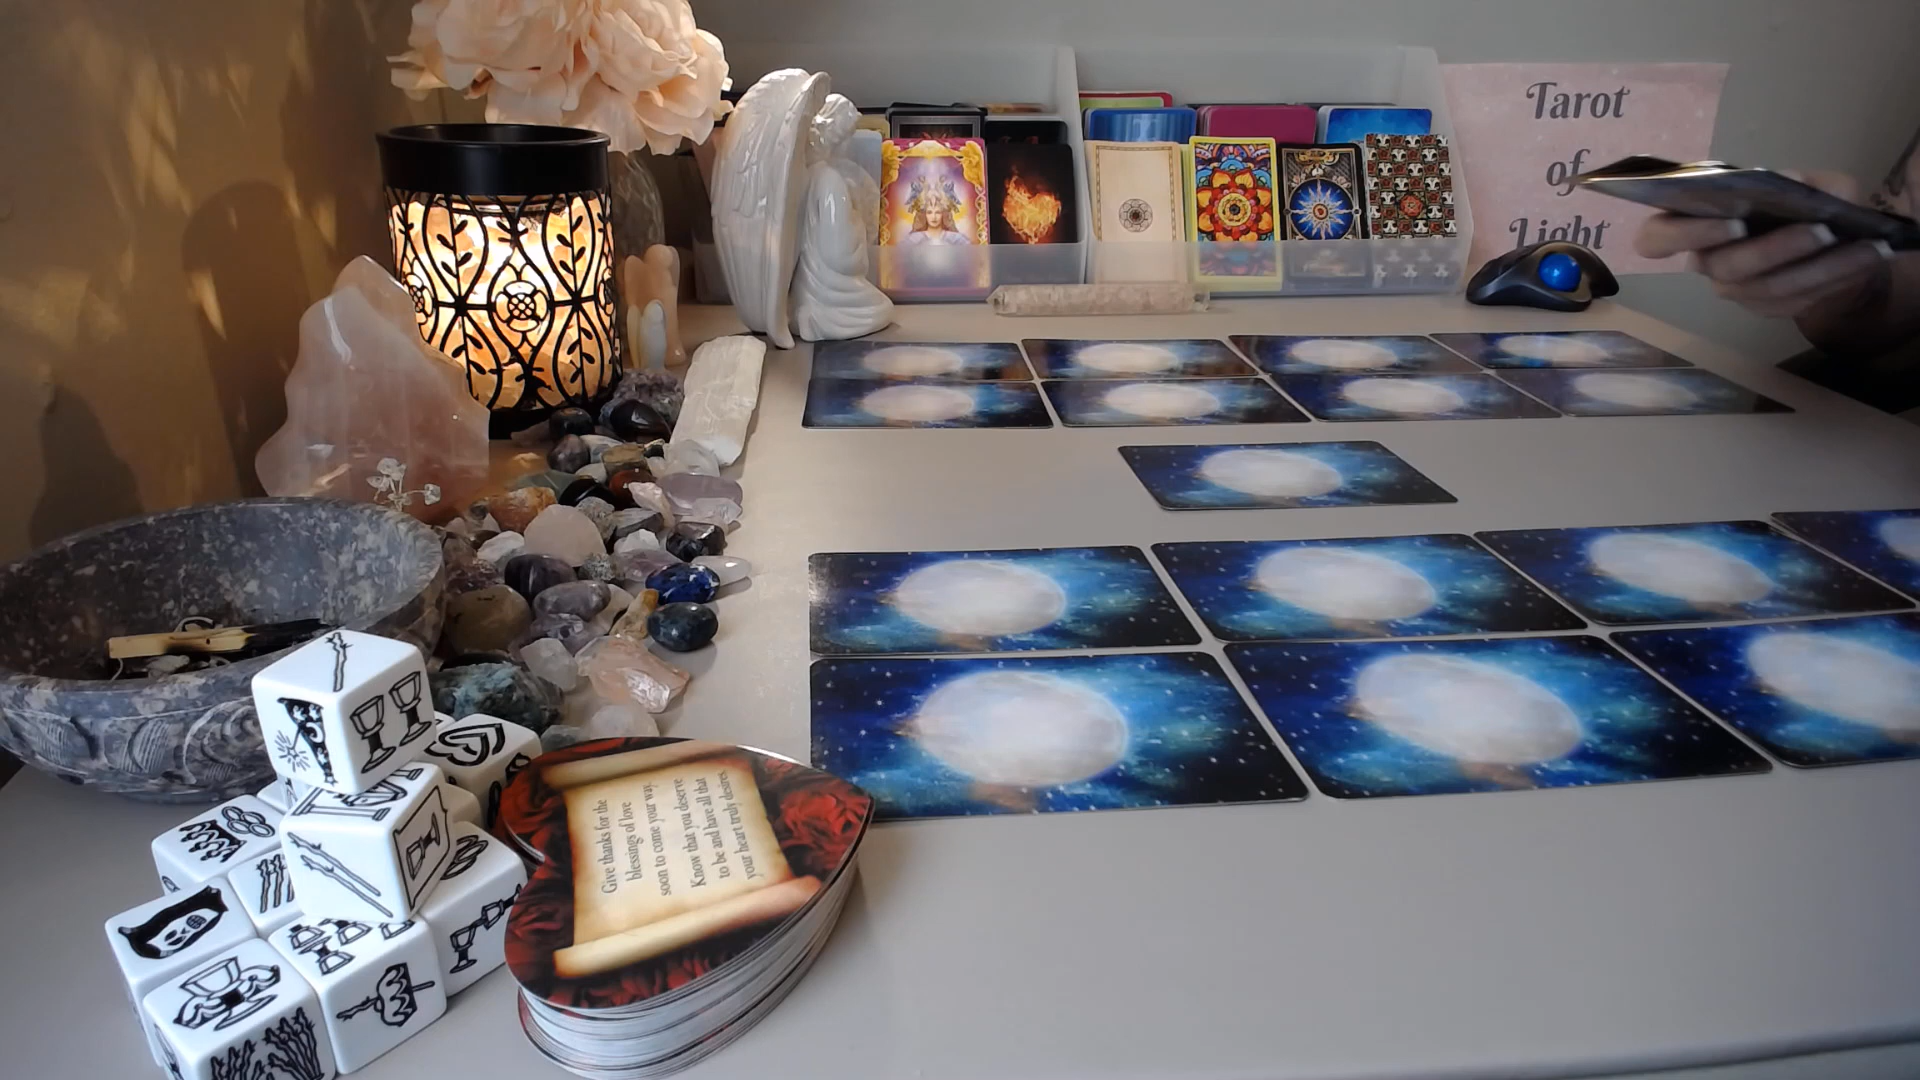 Tarot
of
Light
Give thanks for the
blessings of love
soon to come your way.
Know that you deserve
to be and have all that
your heart truly desires.